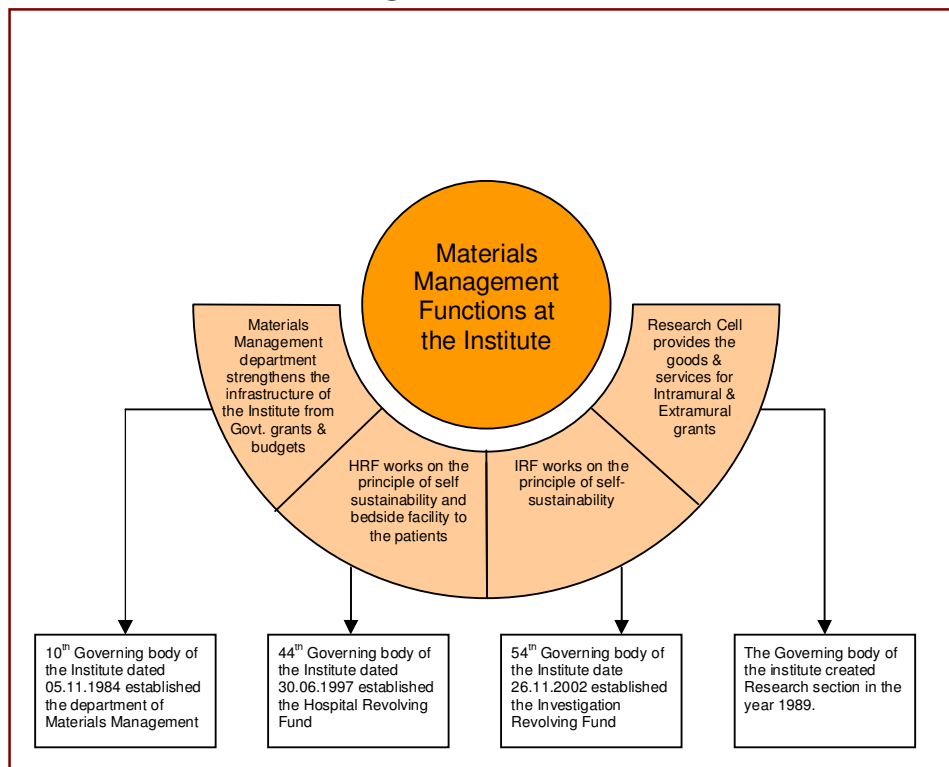 Materials
Management
Functions at
the Institute
Materials
Management
department
strengthens the
infrastructure of
the Institute from
Govt. grants &
budgets
HRF works on the
principle of self
sustainability and
bedside facility to
the patients
IRF works on the
principle of self-
sustainability
Research Cell
provides the
goods &
services for
Intramural &
Extramural
grants
10th Governing body of
the Institute dated
05.11.1984 established
the department of
Materials Management
44th Governing body of
the Institute dated
30.06.1997 established
the Hospital Revolving
Fund
54th Governing body of
the Institute date
26.11.2002 established
the Investigation
Revolving Fund
The Governing body of
the institute created
Research section in the
year 1989.